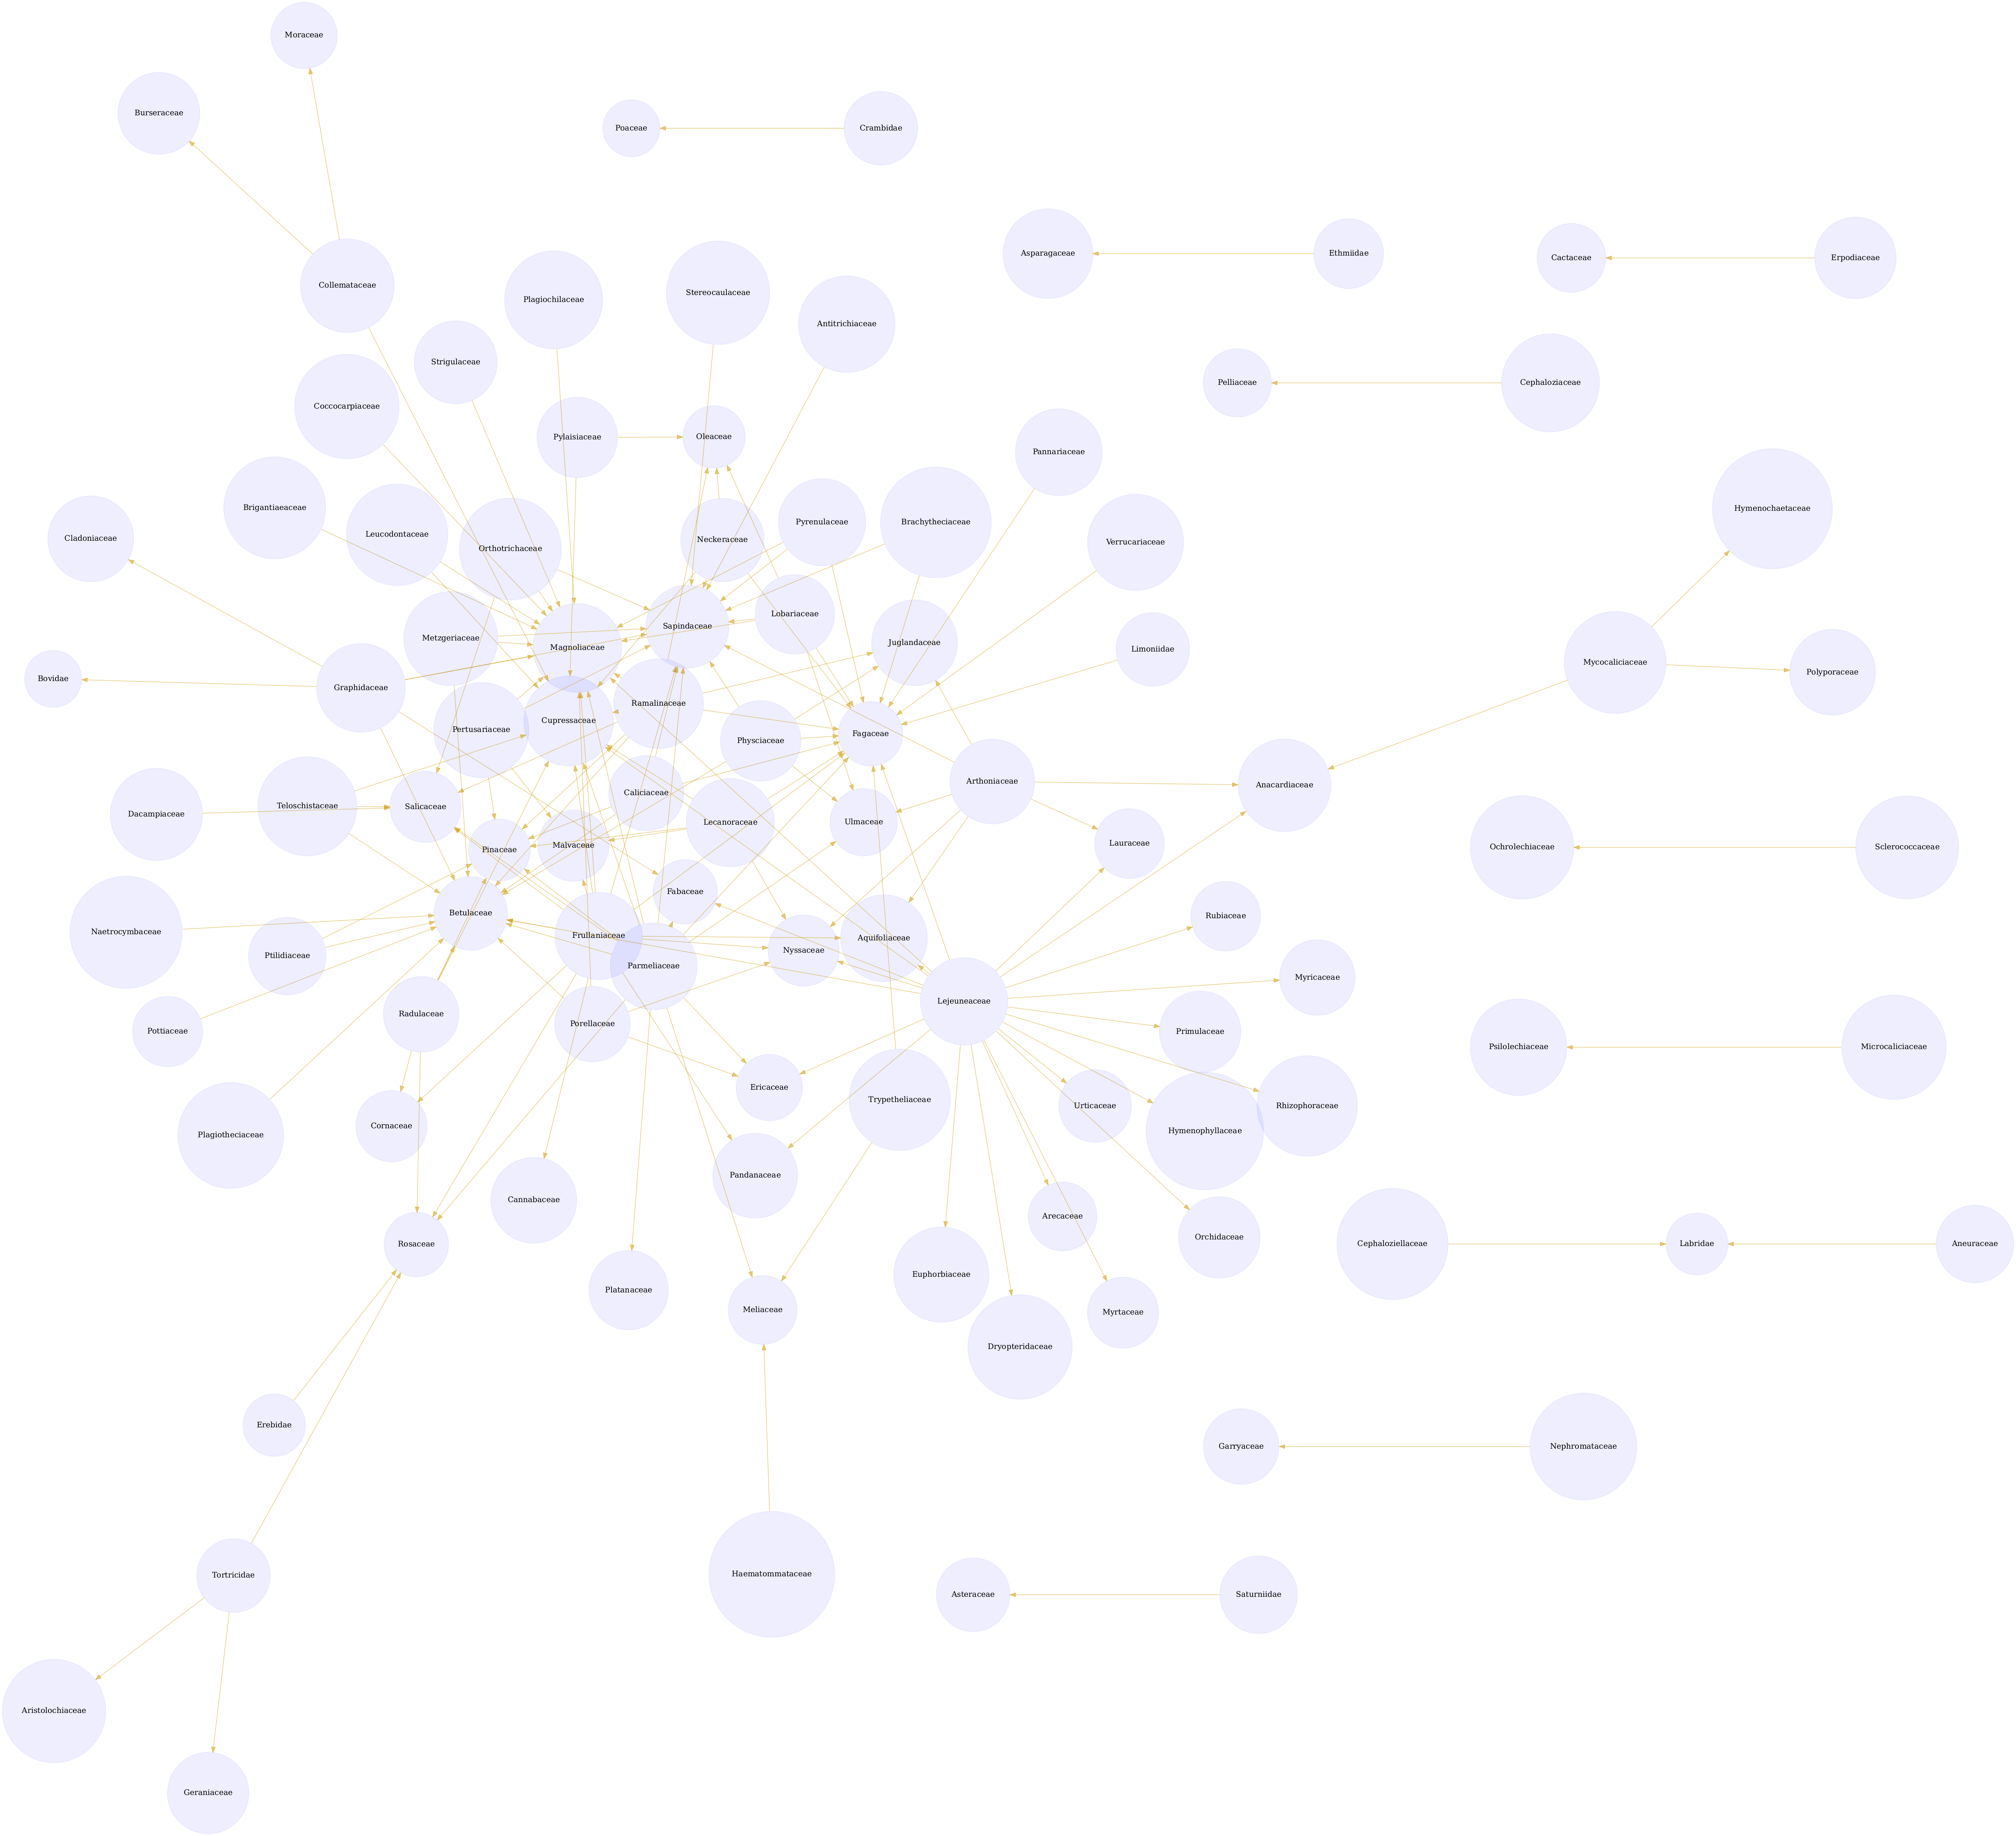 Moraceae
Burseraceae
Poaceae
Crambidae
Asparagaceae
Ethmiidae
Cactaceae
Erpodiaceae
Collemataceae
Plagiochilaceae
Stereocaulaceae
Antitrichiaceae
Strigulaceae
Pelliaceae
Cephaloziaceae
Coccocarpiaceae
Pylaisiaceae
Oleaceae
Pannariaceae
Brigantiaeaceae
Hymenochaetaceae
Cladoniaceae
Leucodontaceae
Orthotrichaceae
Neckeraceae
Pyrenulaceae
Brachytheciaceae
Verrucariaceae
Metzgeriaceae
Magnoliaceae
Sapindaceae
Lobariaceae
Juglandaceae
Limoniidae
Mycocaliciaceae
Polyporaceae
Bovidae
Graphidaceae
Ramalinaceae
Pertusariaceae
Cupressaceae
Physciaceae
Fagaceae
Arthoniaceae
Anacardiaceae
Dacampiaceae
Teloschistaceae
Salicaceae
Caliciaceae
Lecanoraceae
Ulmaceae
Pinaceae
Malvaceae
Lauraceae
Ochrolechiaceae
Sclerococcaceae
Fabaceae
Betulaceae
Rubiaceae
Naetrocymbaceae
Ptilidiaceae
Frullaniaceae
Parmeliaceae
Nyssaceae
Aquifoliaceae
Myricaceae
Lejeuneaceae
Pottiaceae
Radulaceae
Porellaceae
Primulaceae
Psilolechiaceae
Microcaliciaceae
Ericaceae
Trypetheliaceae
Urticaceae
Rhizophoraceae
Cornaceae
Plagiotheciaceae
Hymenophyllaceae
Pandanaceae
Cannabaceae
Arecaceae
Orchidaceae
Rosaceae
Cephaloziellaceae
Labridae
Aneuraceae
Euphorbiaceae
Platanaceae
Meliaceae
Myrtaceae
Dryopteridaceae
Erebidae
Garryaceae
Nephromataceae
Tortricidae
Haematommataceae
Asteraceae
Saturniidae
Aristolochiaceae
Geraniaceae